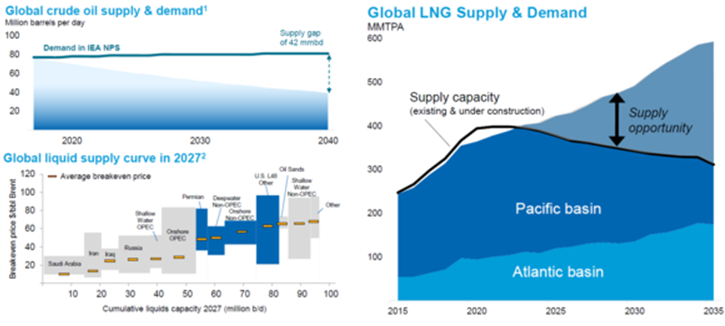 Global crude oil supply & demand¹
Million barrels per day
Supply gap
of 42 mmbd
100
80
60
40
20
Demand in IEA NPS
2020
2030
2040
Global liquid supply curve in 2027²
Breakeven price $/bbl Brent
120
100
80
60
40
20
0
Average breakeven price
Saudi Arabia
Iran
Iraq
Russia
Shallow
Water
OPEC
Onshore
OPEC
Permian
Deepwater
Non-OPEC
Onshore
Non-OPEC
U.S. L48
Other
Oil Sands
Shallow
Water
Non-OPEC
Other
0
10
20
30
40
50
60
70
80
90
100
Cumulative liquids capacity 2027 (million b/d)
Global LNG Supply & Demand
MMTPA
600
500
400
300
200
100
0
Supply capacity
(existing & under construction)
Supply
opportunity
Pacific basin
Atlantic basin
2015
2020
2025
2030
2035